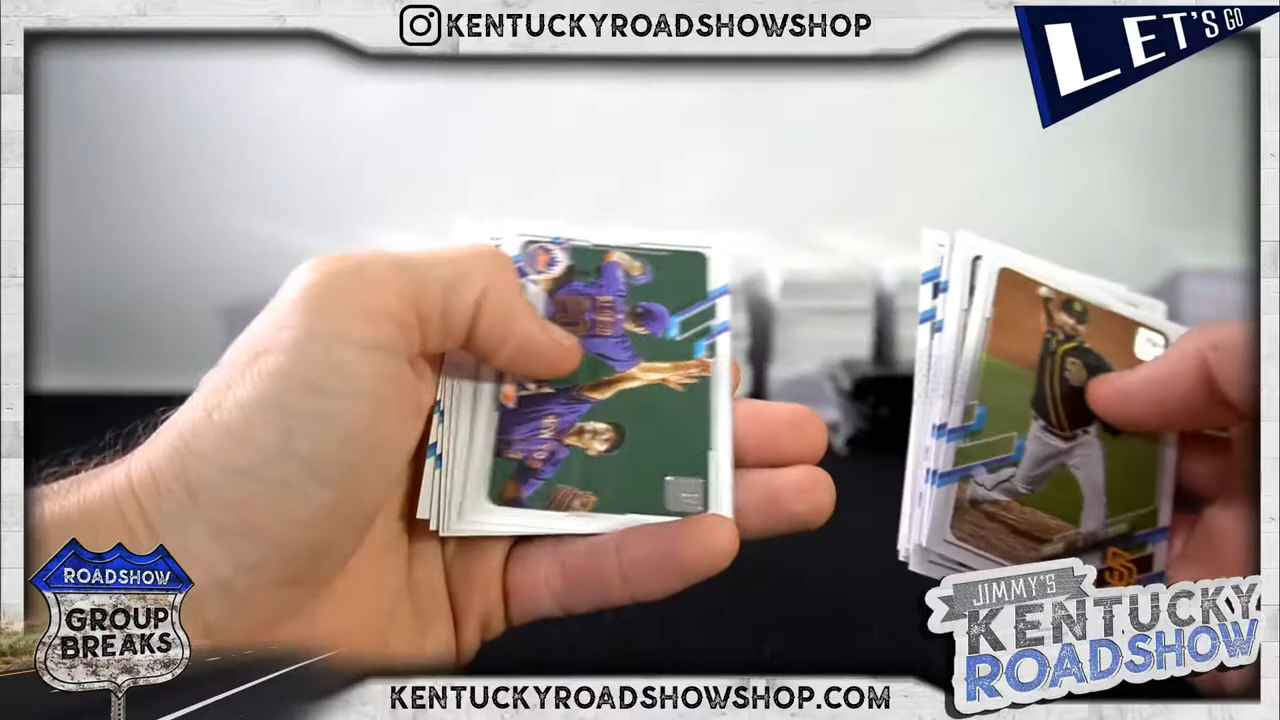 KENTUCKYROADSHOWSHOP
LET'S GO
ROADSHOW
GROUP
BREAKS
JIMMY'S
KENTUCKY
ROADSHOW
KENTUCKYROADSHOWSHOP.COM